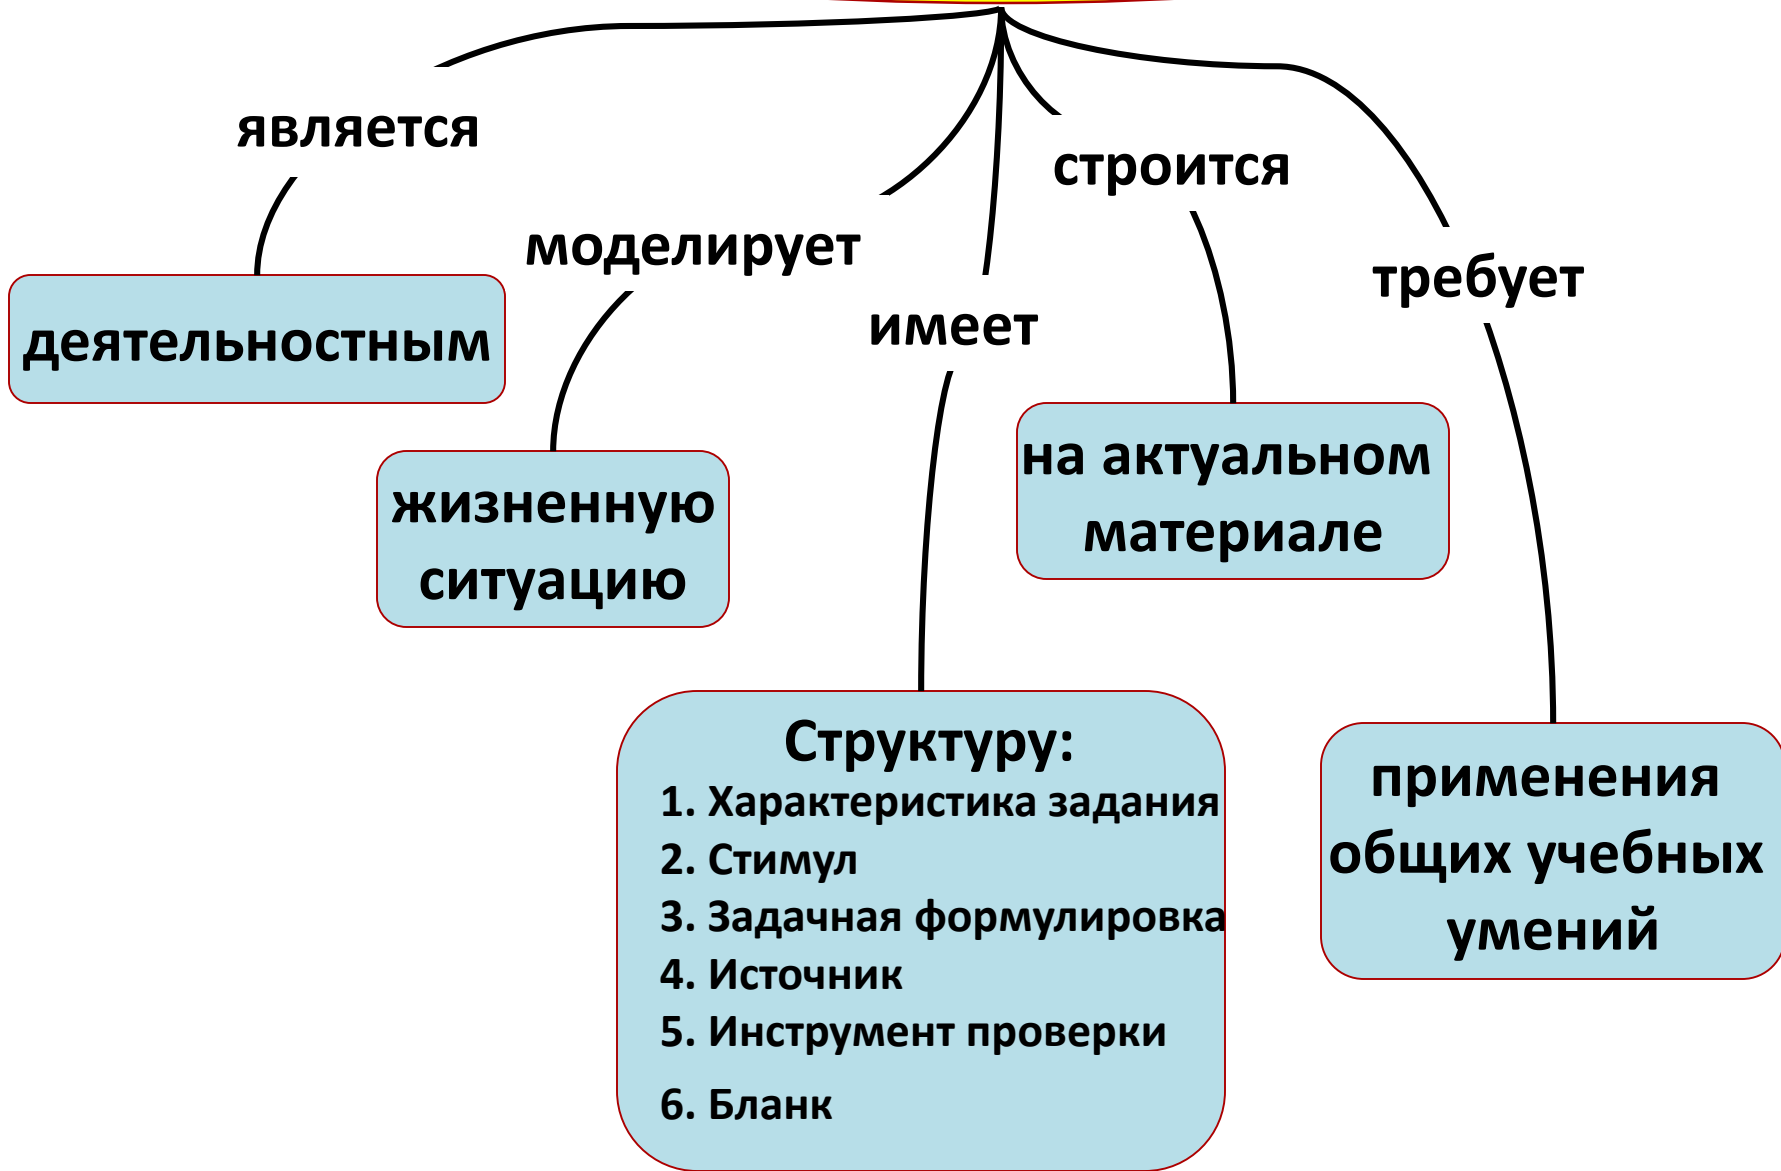 является
деятельностным
моделирует
жизненную
ситуацию
имеет
Структуру:
1. Характеристика задания
2. Стимул
3. Задачная формулировка
4. Источник
5. Инструмент проверки
6. Бланк
строится
на актуальном
материале
требует
применения
общих учебных
умений